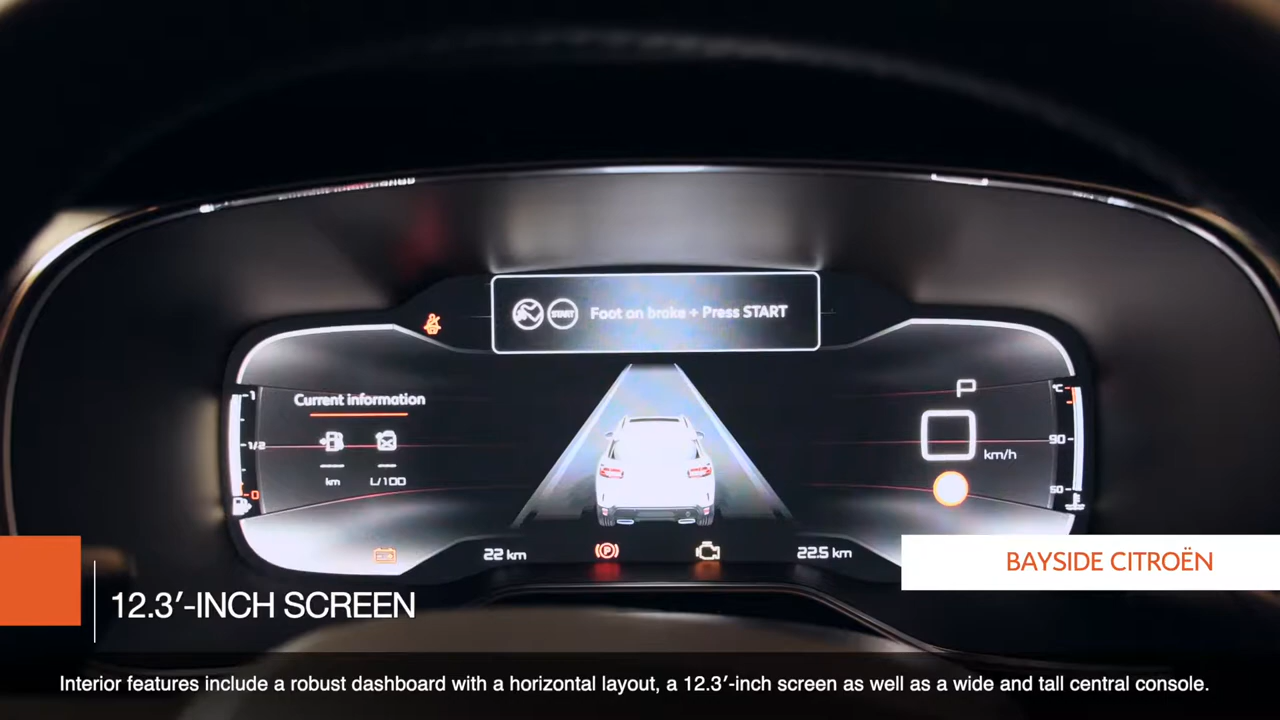 Foot on brake + Press START
START
Current information
1
1/2
0
km
L/100
P
km/h
°C
90
50
22 km
P
22.5 km
BAYSIDE CITROËN
12.3′-INCH SCREEN
Interior features include a robust dashboard with a horizontal layout, a 12.3′-inch screen as well as a wide and tall central console.